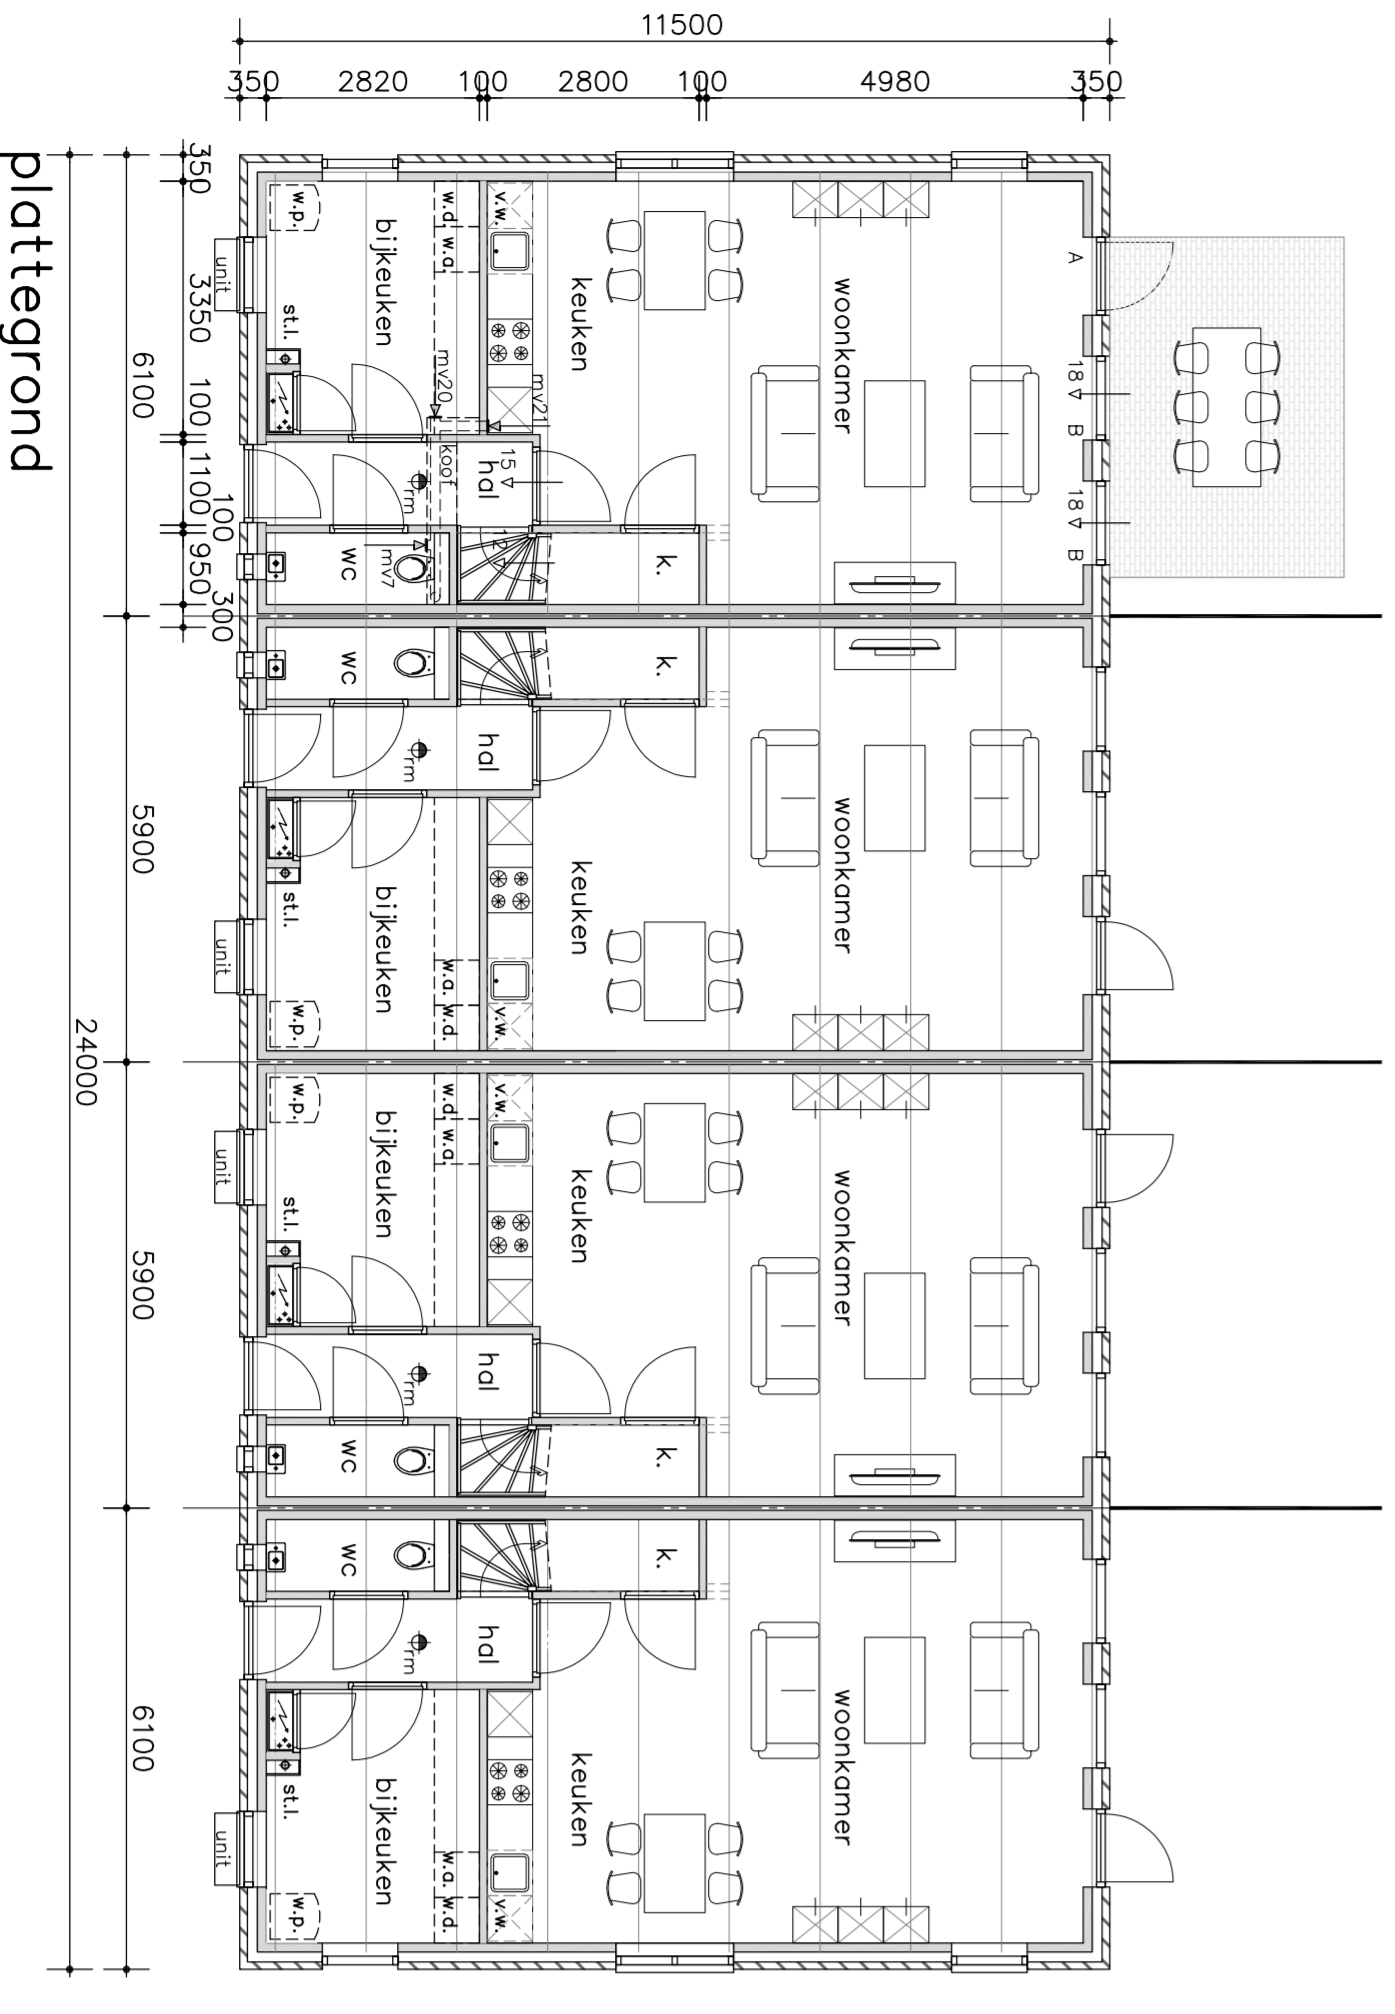 11500
350 2820 100 2800 100 4980 350
plattegrond
24000
6100
5900
5900
6100
350
3350
100
1100
100
950
300
w.p.
bijkeuken
w.d.
w.a.
v.w.
keuken
woonkamer
A
unit
st.l.
mv20
mv21
18
B
18
B
koof
15
hal
rm
wc
mv7
12
k.
wc
k.
hal
rm
woonkamer
keuken
bijkeuken
st.l.
unit
w.a.
w.p.
w.d.
v.w.
w.p.
w.d.
v.w.
w.a.
bijkeuken
keuken
woonkamer
unit
st.l.
hal
rm
wc
k.
wc
k.
hal
rm
woonkamer
keuken
bijkeuken
st.l.
unit
w.a.
w.p.
w.d.
v.w.